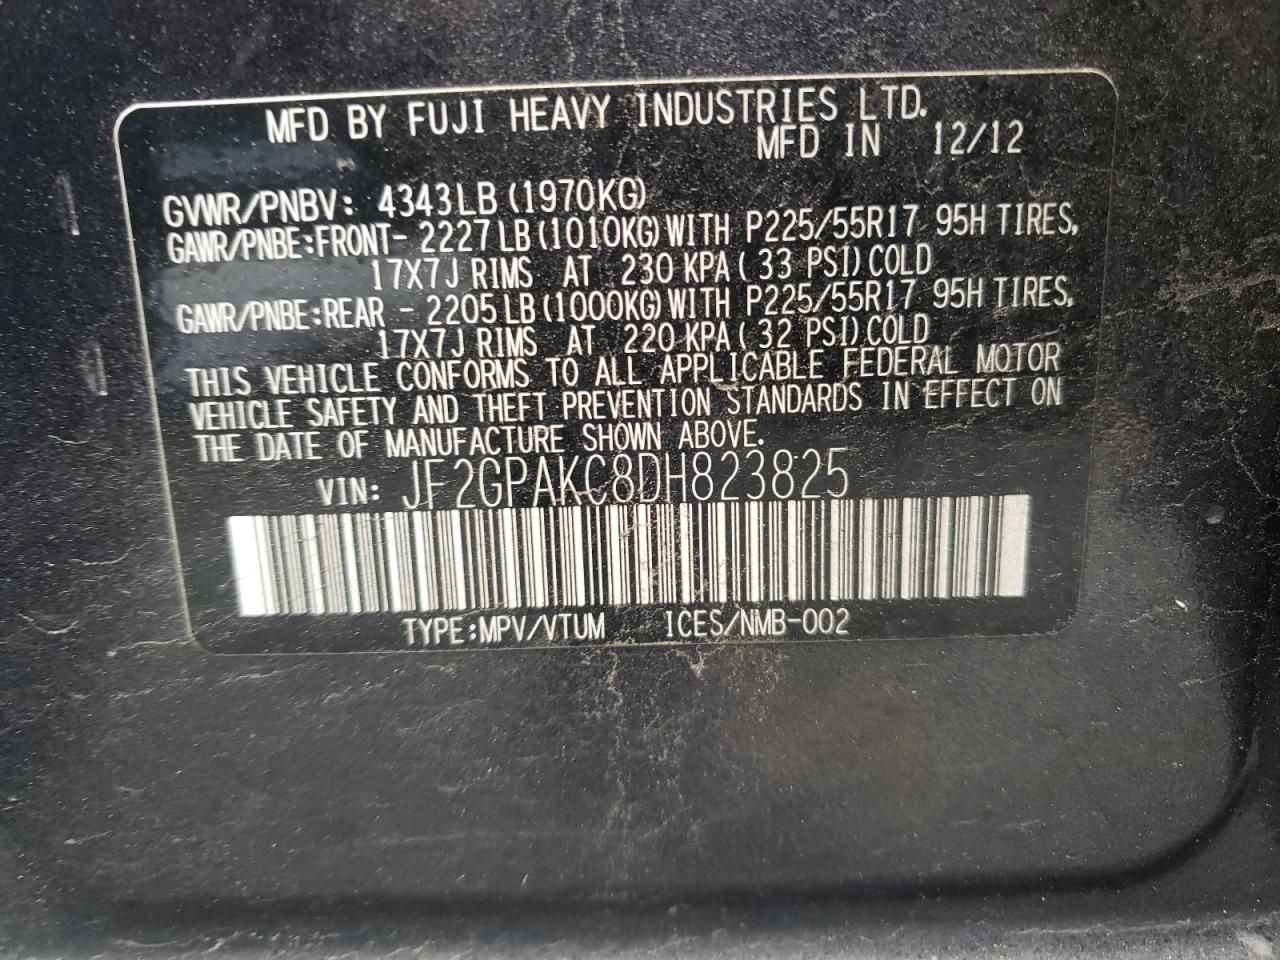 MFD BY FUJI HEAVY INDUSTRIES LTD.
MFD IN 12/12
GVWR/PNBV: 4343LB (1970KG)
GAWR/PNBE:FRONT- 2227LB(1010KG)WITH P225/55R17 95H TIRES,
17X7J RIMS AT 230 KPA( 33 PSI)COLD
GAWR/PNBE:REAR - 2205LB(1000KG)WITH P225/55R17 95H TIRES,
17X7J RIMS AT 220 KPA( 32 PSI)COLD
THIS VEHICLE CONFORMS TO ALL APPLICABLE FEDERAL MOTOR
VEHICLE SAFETY AND THEFT PREVENTION STANDARDS IN EFFECT ON
THE DATE OF MANUFACTURE SHOWN ABOVE.
VIN: JF2GPAKC8DH823825
TYPE:MPV/VTUM ICES/NMB-002